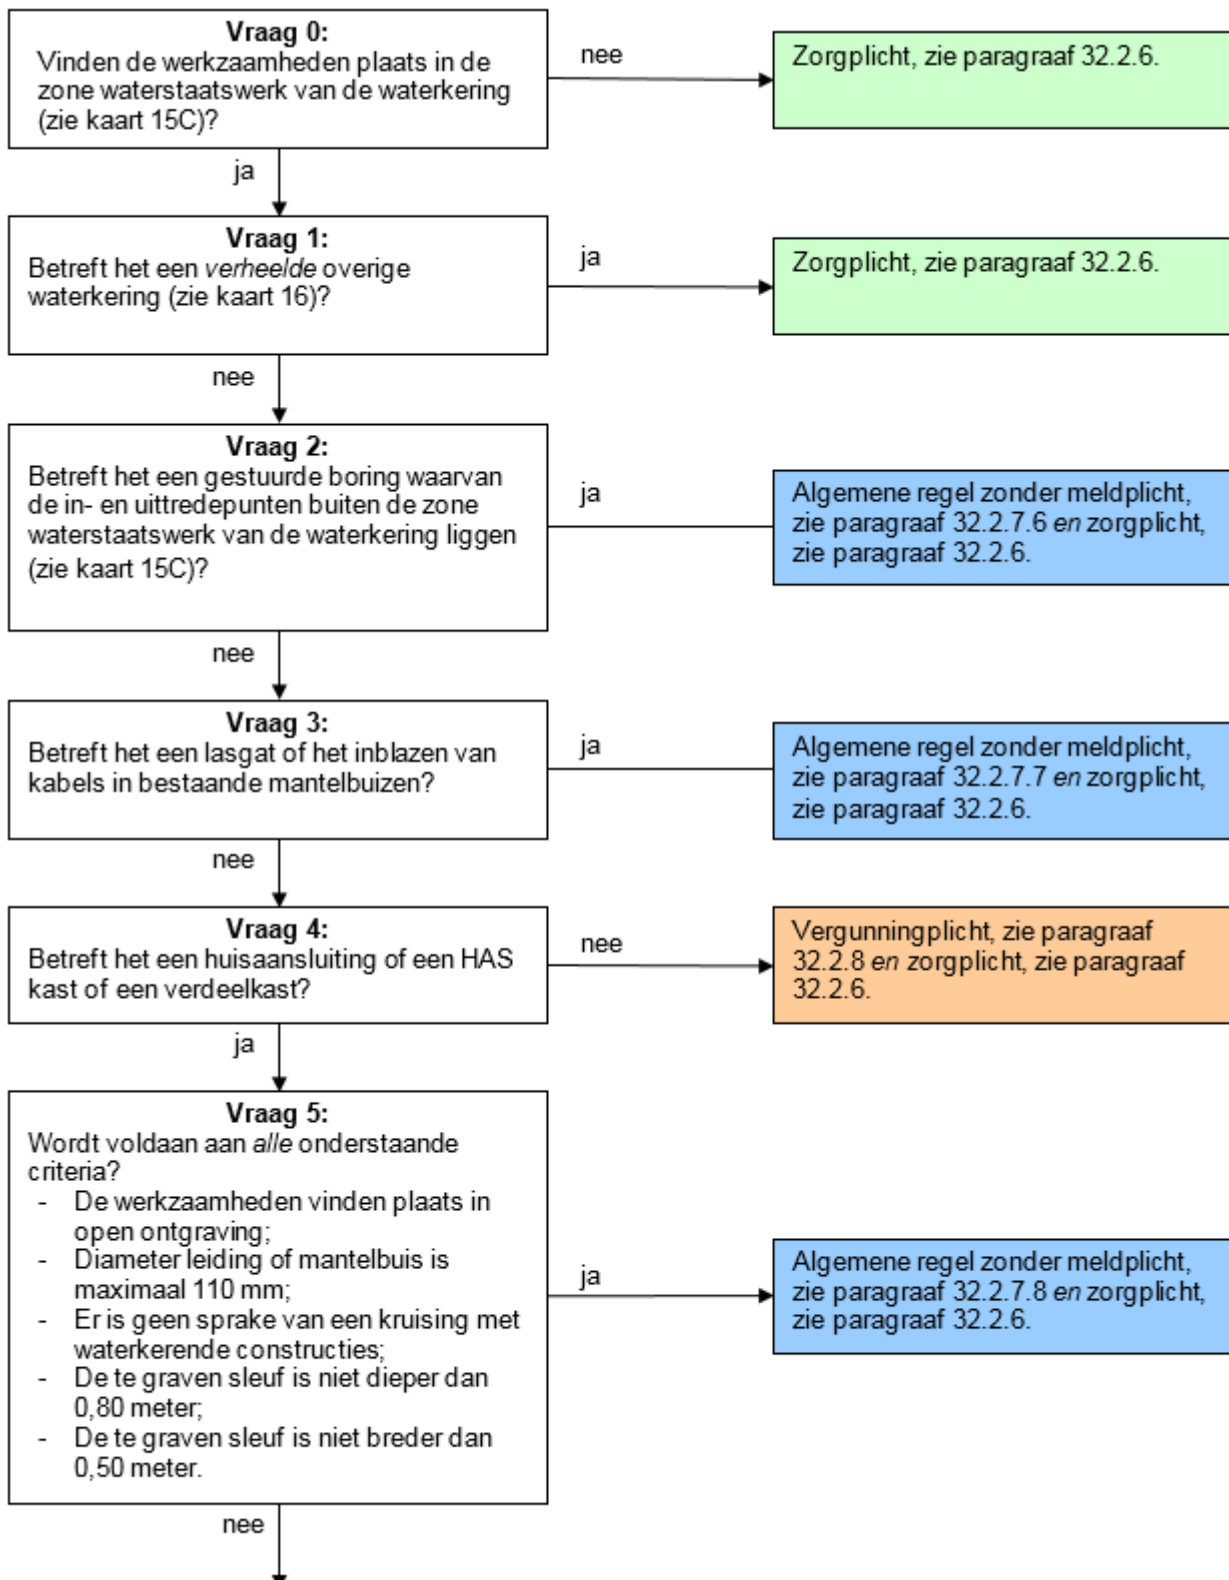 Vraag 0:
Vinden de werkzaamheden plaats in de
zone waterstaatswerk van de waterkering
(zie kaart 15C)?
nee
Zorgplicht, zie paragraaf 32.2.6.
ja
Vraag 1:
Betreft het een verheelde overige
waterkering (zie kaart 16)?
ja
Zorgplicht, zie paragraaf 32.2.6.
nee
Vraag 2:
Betreft het een gestuurde boring waarvan
de in- en uittredepunten buiten de zone
waterstaatswerk van de waterkering liggen
(zie kaart 15C)?
ja
Algemene regel zonder meldplicht,
zie paragraaf 32.2.7.6 en zorgplicht,
zie paragraaf 32.2.6.
nee
Vraag 3:
Betreft het een lasgat of het inblazen van
kabels in bestaande mantelbuizen?
ja
Algemene regel zonder meldplicht,
zie paragraaf 32.2.7.7 en zorgplicht,
zie paragraaf 32.2.6.
nee
Vraag 4:
Betreft het een huisaansluiting of een HAS
kast of een verdeelkast?
nee
Vergunningplicht, zie paragraaf
32.2.8 en zorgplicht, zie paragraaf
32.2.6.
ja
Vraag 5:
Wordt voldaan aan alle onderstaande
criteria?
- De werkzaamheden vinden plaats in
open ontgraving;
- Diameter leiding of mantelbuis is
maximaal 110 mm;
- Er is geen sprake van een kruising met
waterkerende constructies;
- De te graven sleuf is niet dieper dan
0,80 meter;
- De te graven sleuf is niet breder dan
0,50 meter.
ja
Algemene regel zonder meldplicht,
zie paragraaf 32.2.7.8 en zorgplicht,
zie paragraaf 32.2.6.
nee